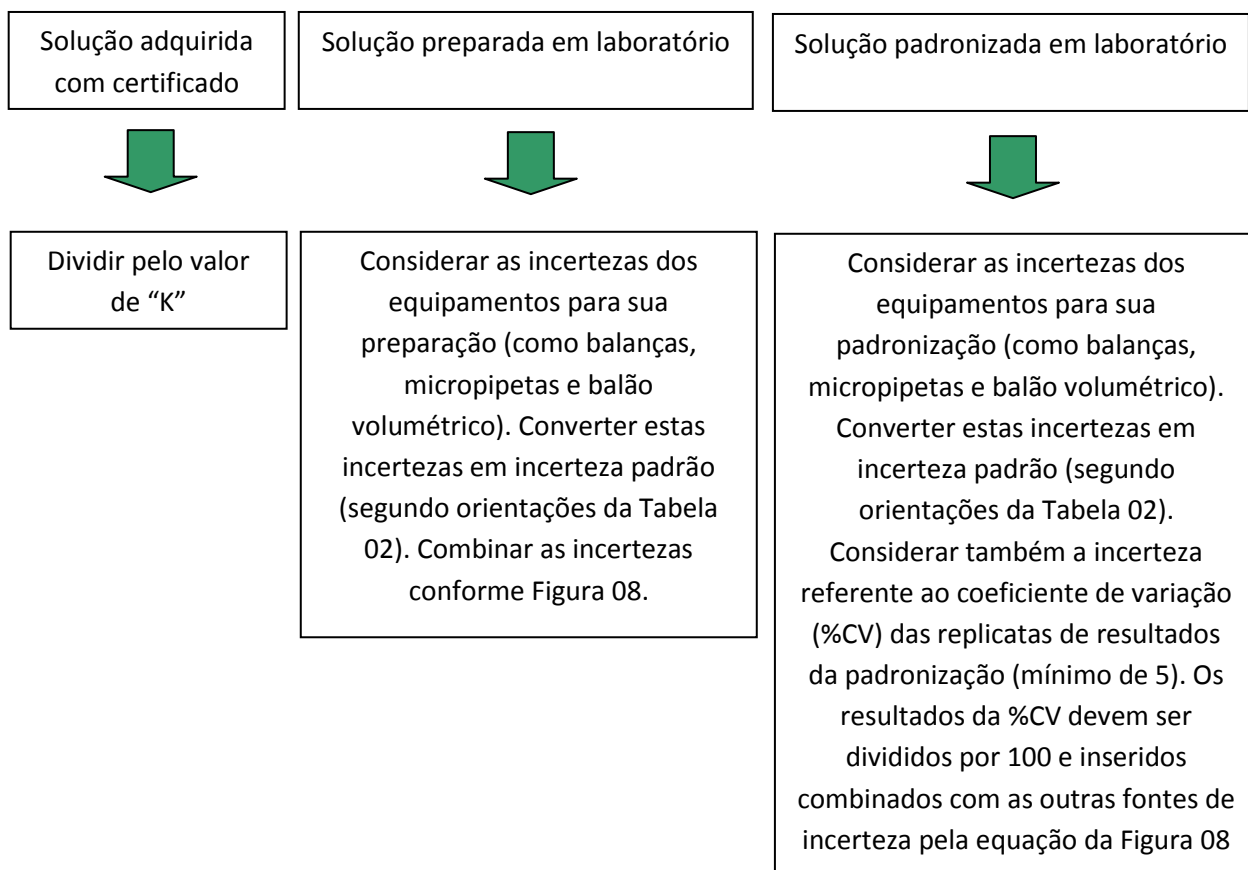 Solução adquirida
com certificado
Solução preparada em laboratório
Solução padronizada em laboratório
Dividir pelo valor
de “K”
Considerar as incertezas dos
equipamentos para sua
preparação (como balanças,
micropipetas e balão
volumétrico). Converter estas
incertezas em incerteza padrão
(segundo orientações da Tabela
02). Combinar as incertezas
conforme Figura 08.
Considerar as incertezas dos
equipamentos para sua
padronização (como balanças,
micropipetas e balão volumétrico).
Converter estas incertezas em
incerteza padrão (segundo
orientações da Tabela 02).
Considerar também a incerteza
referente ao coeficiente de variação
(%CV) das replicatas de resultados
da padronização (mínimo de 5). Os
resultados da %CV devem ser
divididos por 100 e inseridos
combinados com as outras fontes de
incerteza pela equação da Figura 08